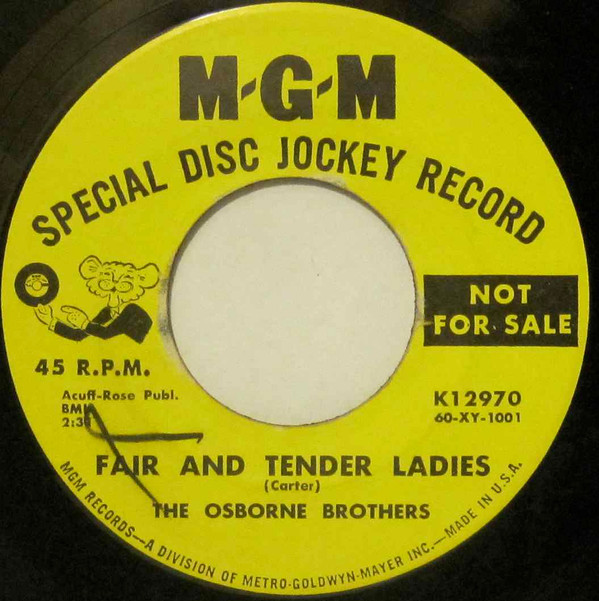 M-G-M
SPECIAL DISC JOCKEY RECORD
NOT
FOR SALE
45 R.P.M.
Acuff-Rose Publ.
BMI
K12970
60-XY-1001
FAIR AND TENDER LADIES
(Carter)
THE OSBORNE BROTHERS
MGM RECORDS—A DIVISION OF METRO-GOLDWYN-MAYER INC.—MADE IN U.S.A.